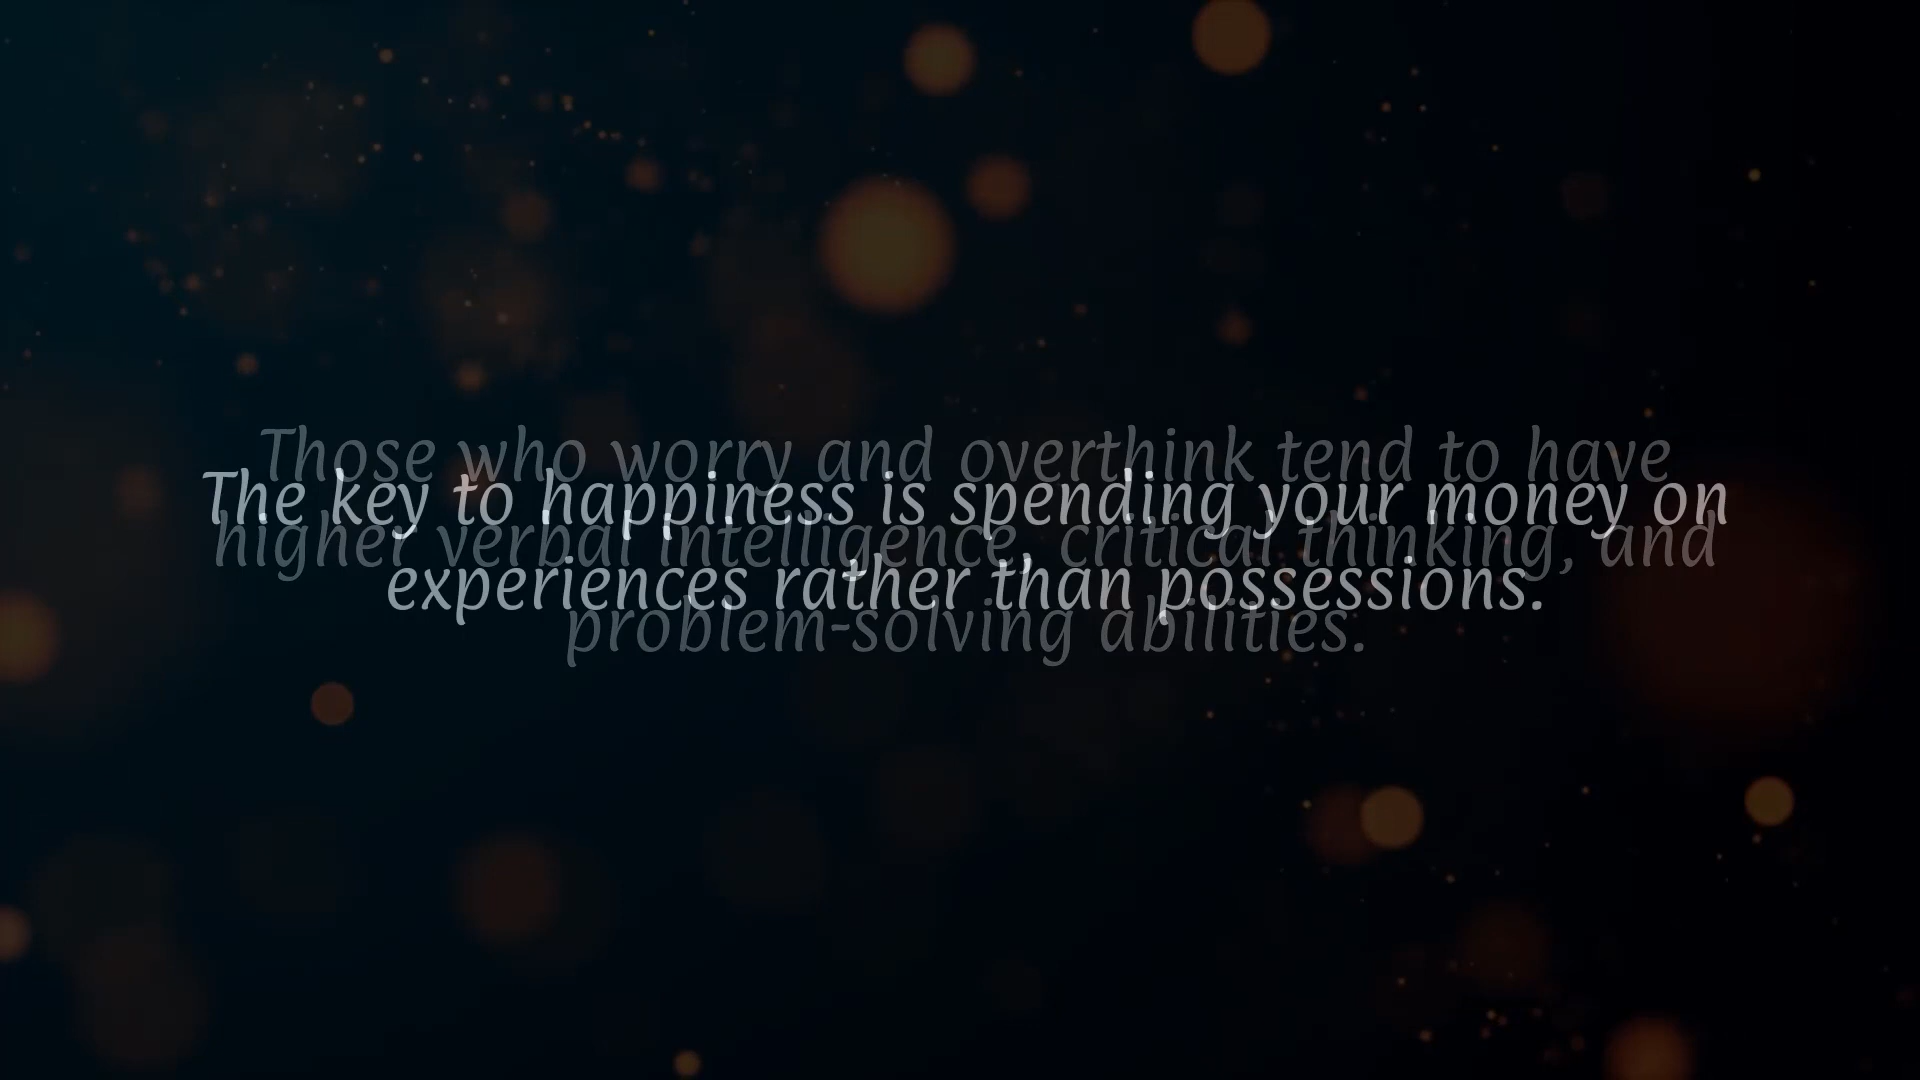 Those who worry and overthink tend to have
higher verbal intelligence, critical thinking, and
problem-solving abilities.
The key to happiness is spending your money on
experiences rather than possessions.